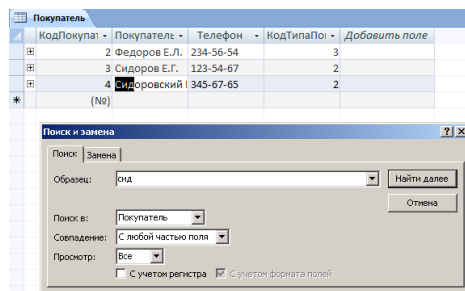 Покупатель
КодПокупат Покупатель Телефон КодТипаПо Добавить поле
2 Федоров Е.Л. 234-56-54 3
3 Сидоров Е.Г. 123-54-67 2
4 Сидоровский 345-67-65 2
(№)
Поиск и замена
Поиск Замена
Образец: сид Найти далее
Отмена
Поиск в: Покупатель
Совпадение: С любой частью поля
Просмотр: Все
С учетом регистра С учетом формата полей